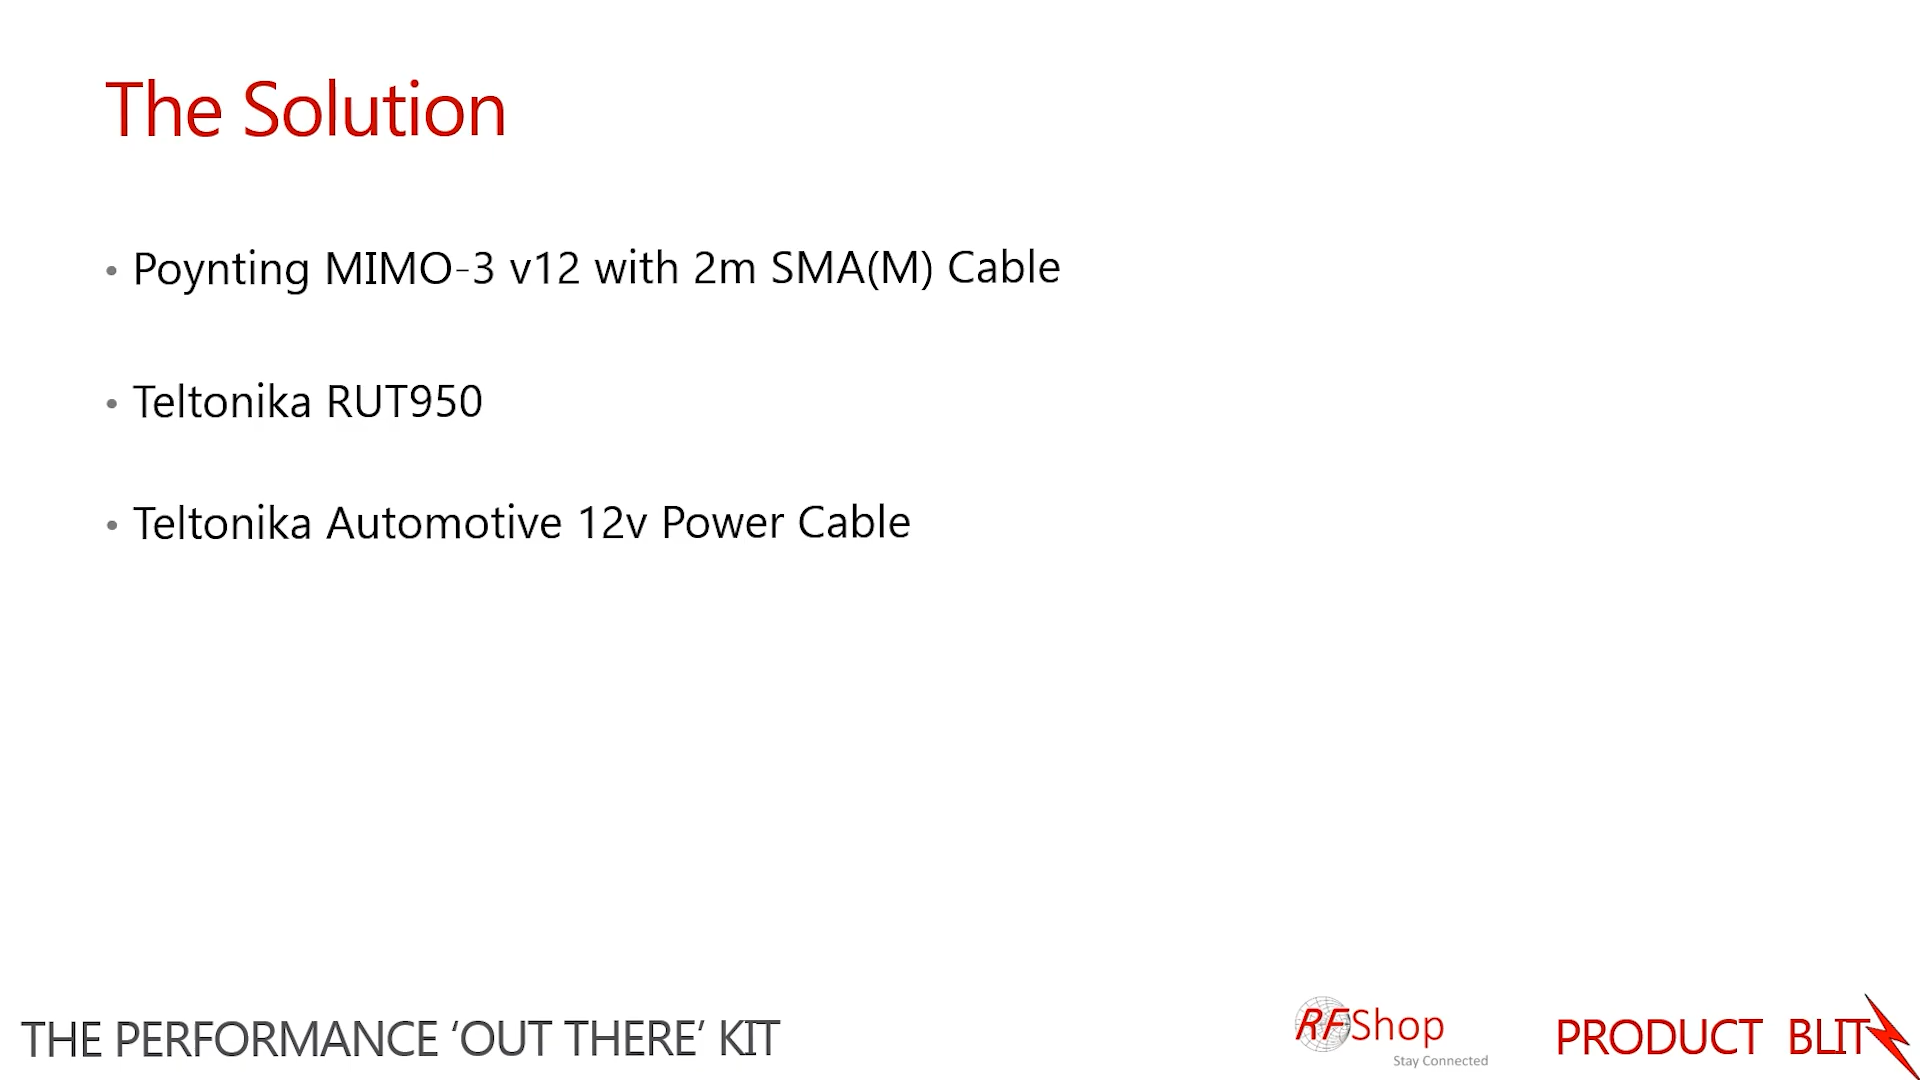 The Solution
• Poynting MIMO-3 v12 with 2m SMA(M) Cable
• Teltonika RUT950
• Teltonika Automotive 12v Power Cable
THE PERFORMANCE ‘OUT THERE’ KIT
RFShop
Stay Connected
PRODUCT BLIT